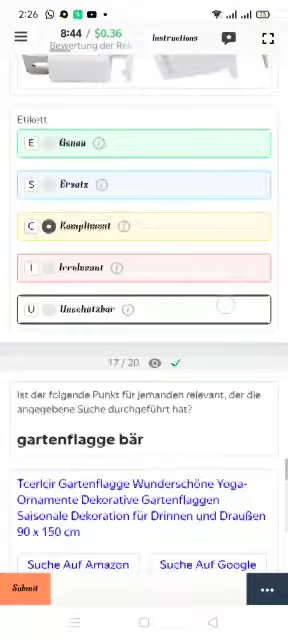 2:26
8:44 / $0.36
Instructions
Bewertung der Rel
Etikett
E Genau
S Ersatz
C Kompliment
I Irrelevant
U Unschätzbar
17 / 20
Ist der folgende Punkt für jemanden relevant, der die
angegebene Suche durchgeführt hat?
gartenflagge bär
Tcerlcir Gartenflagge Wunderschöne Yoga-
Ornamente Dekorative Gartenflaggen
Saisonale Dekoration für Drinnen und Draußen
90 x 150 cm
Suche Auf Amazon
Suche Auf Google
Submit